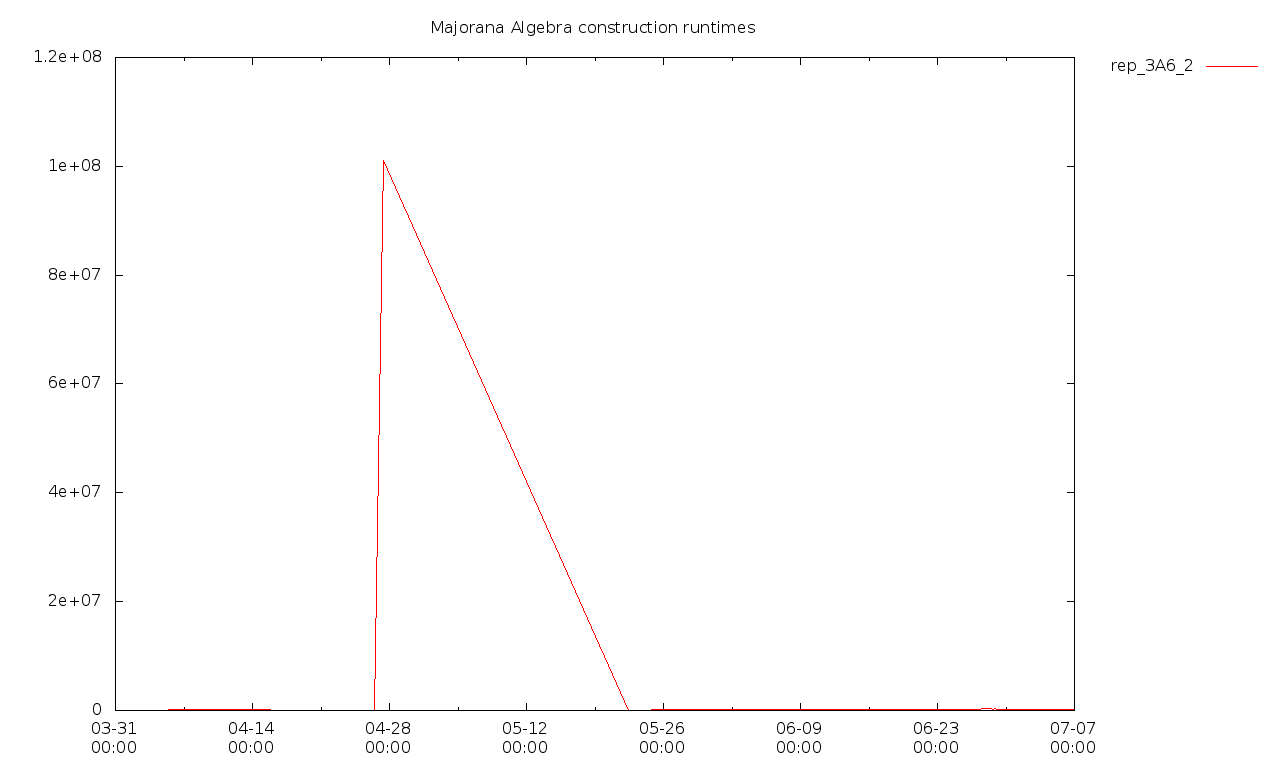 Majorana Algebra construction runtimes
rep_3A6_2
1.2e+08
1e+08
8e+07
6e+07
4e+07
2e+07
0
03-31 04-14 04-28 05-12 05-26 06-09 06-23 07-07
00:00 00:00 00:00 00:00 00:00 00:00 00:00 00:00